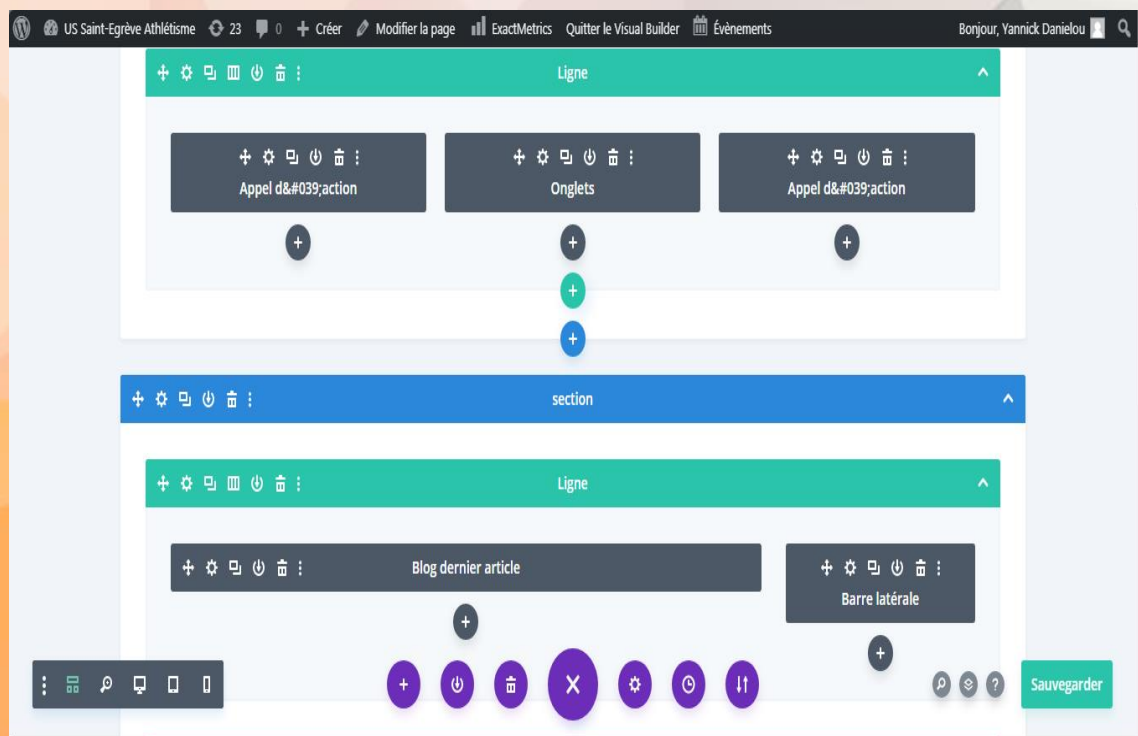 US Saint-Egrève Athlétisme 23 0 + Créer Modifier la page ExactMetrics Quitter le Visual Builder Évènements Bonjour, Yannick Danielou
Ligne
Appel d&#039;action Onglets Appel d&#039;action
section
Ligne
Blog dernier article
Barre latérale
? Sauvegarder